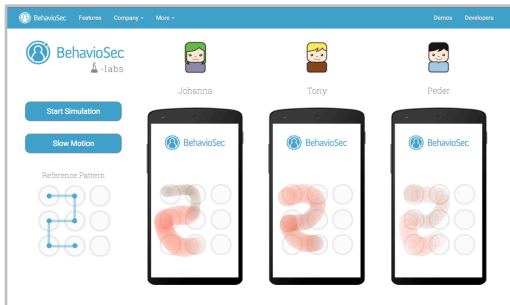 BehavioSec Features Company More Demos Developers
BehavioSec
-labs
Johanna Tony Peder
Start Simulation
Slow Motion
Reference Pattern
BehavioSec BehavioSec BehavioSec